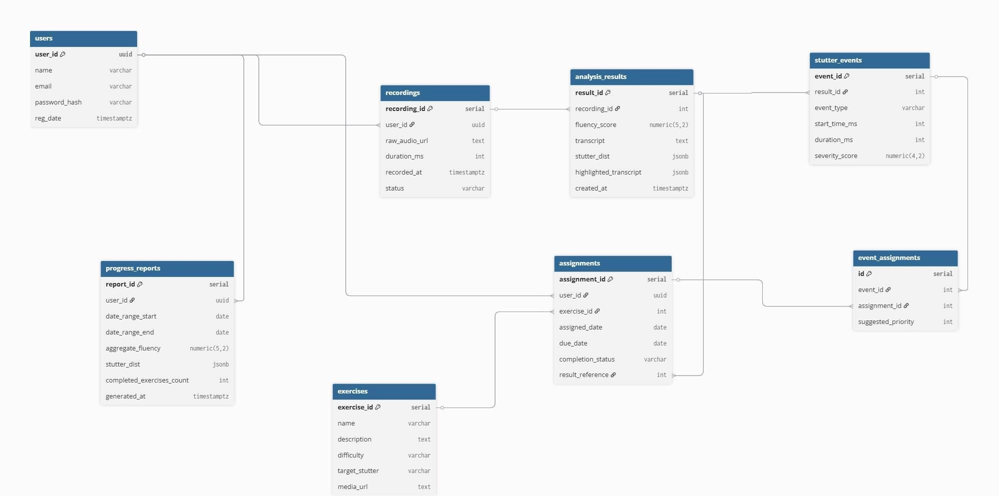 users
user_id uuid
name varchar
email varchar
password_hash varchar
reg_date timestamptz
recordings
recording_id serial
user_id uuid
raw_audio_url text
duration_ms int
recorded_at timestamptz
status varchar
analysis_results
result_id serial
recording_id int
fluency_score numeric(5,2)
transcript text
stutter_dist jsonb
highlighted_transcript jsonb
created_at timestamptz
stutter_events
event_id serial
result_id int
event_type varchar
start_time_ms int
duration_ms int
severity_score numeric(4,2)
progress_reports
report_id serial
user_id uuid
date_range_start date
date_range_end date
aggregate_fluency numeric(5,2)
stutter_dist jsonb
completed_exercises_count int
generated_at timestamptz
assignments
assignment_id serial
user_id uuid
exercise_id int
assigned_date date
due_date date
completion_status varchar
result_reference int
event_assignments
id serial
event_id int
assignment_id int
suggested_priority int
exercises
exercise_id serial
name varchar
description text
difficulty varchar
target_stutter varchar
media_url text